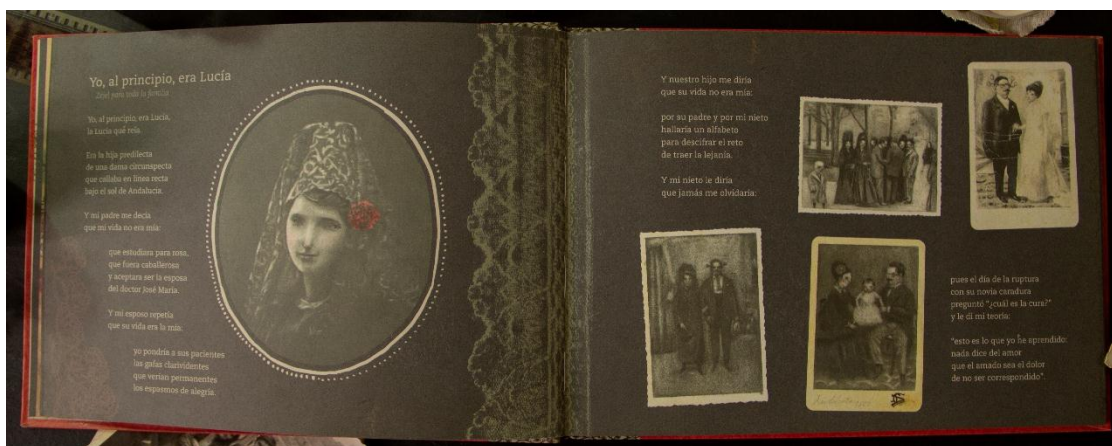 Yo, al principio, era Lucía
Yo, al principio, era Lucía,
la Lucía que reía.
Era la hija predilecta
de una dama circunspecta
que callaba en línea recta
bajo el sol de Andalucía.
Y mi padre me decía
que mi vida no era mía:
que estudiara para rosa,
que fuera caballerosa
y aceptara ser la esposa
del doctor José María.
Y mi esposo repetía
que su vida era la mía:
yo pondría a sus pacientes
las gafas clarividentes
que verían permanentes
los espasmos de alegría.
Y nuestro hijo me diría
que su vida no era mía:
por su padre y por mi nieto
hallaría un alfabeto
para descifrar el reto
de traer la lejanía.
Y mi nieto le diría
que jamás me olvidaría:
pues el día de la ruptura
con su novia caradura
preguntó "¿cuál es la cura?"
y le di mi teoría:
"esto es lo que yo he aprendido:
nada dice del amor
que el amado sea el dolor
de no ser correspondido".